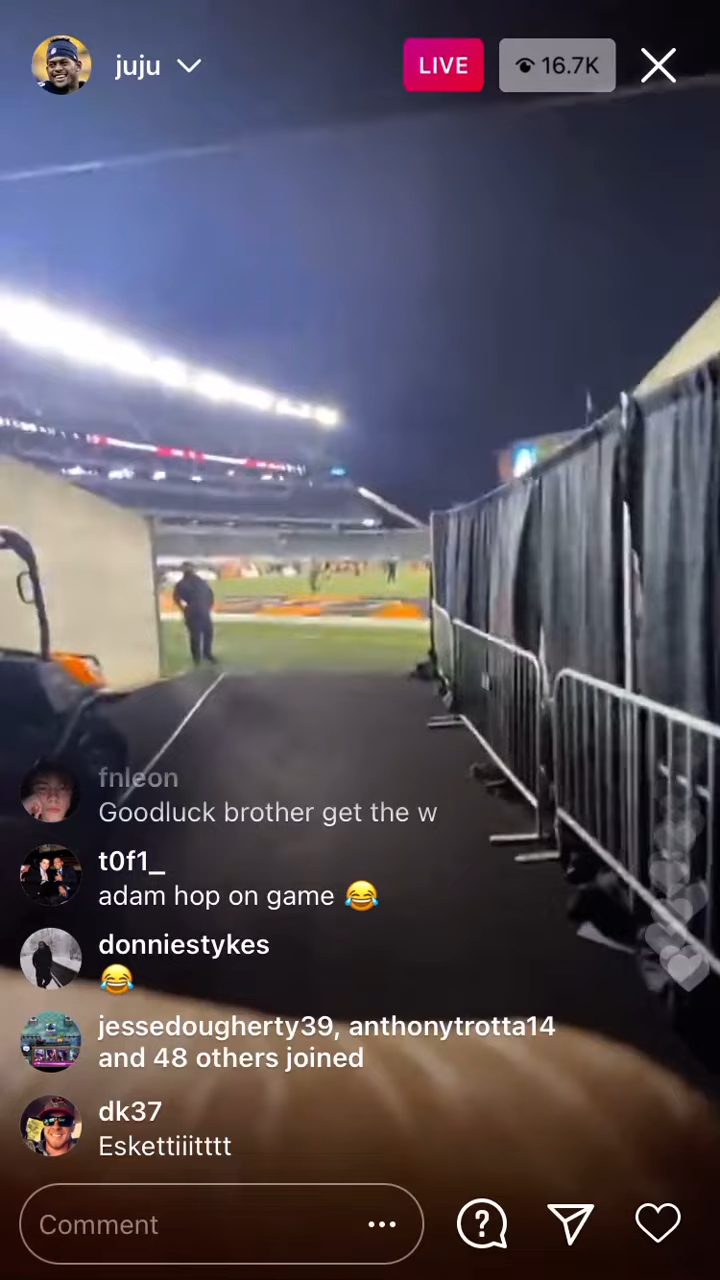 juju
LIVE
16.7K
fnleon
Goodluck brother get the w
t0f1_
adam hop on game 😂
donniestykes
😂
jessedougherty39, anthonytrotta14
and 48 others joined
dk37
Eskettiiitttt
Comment